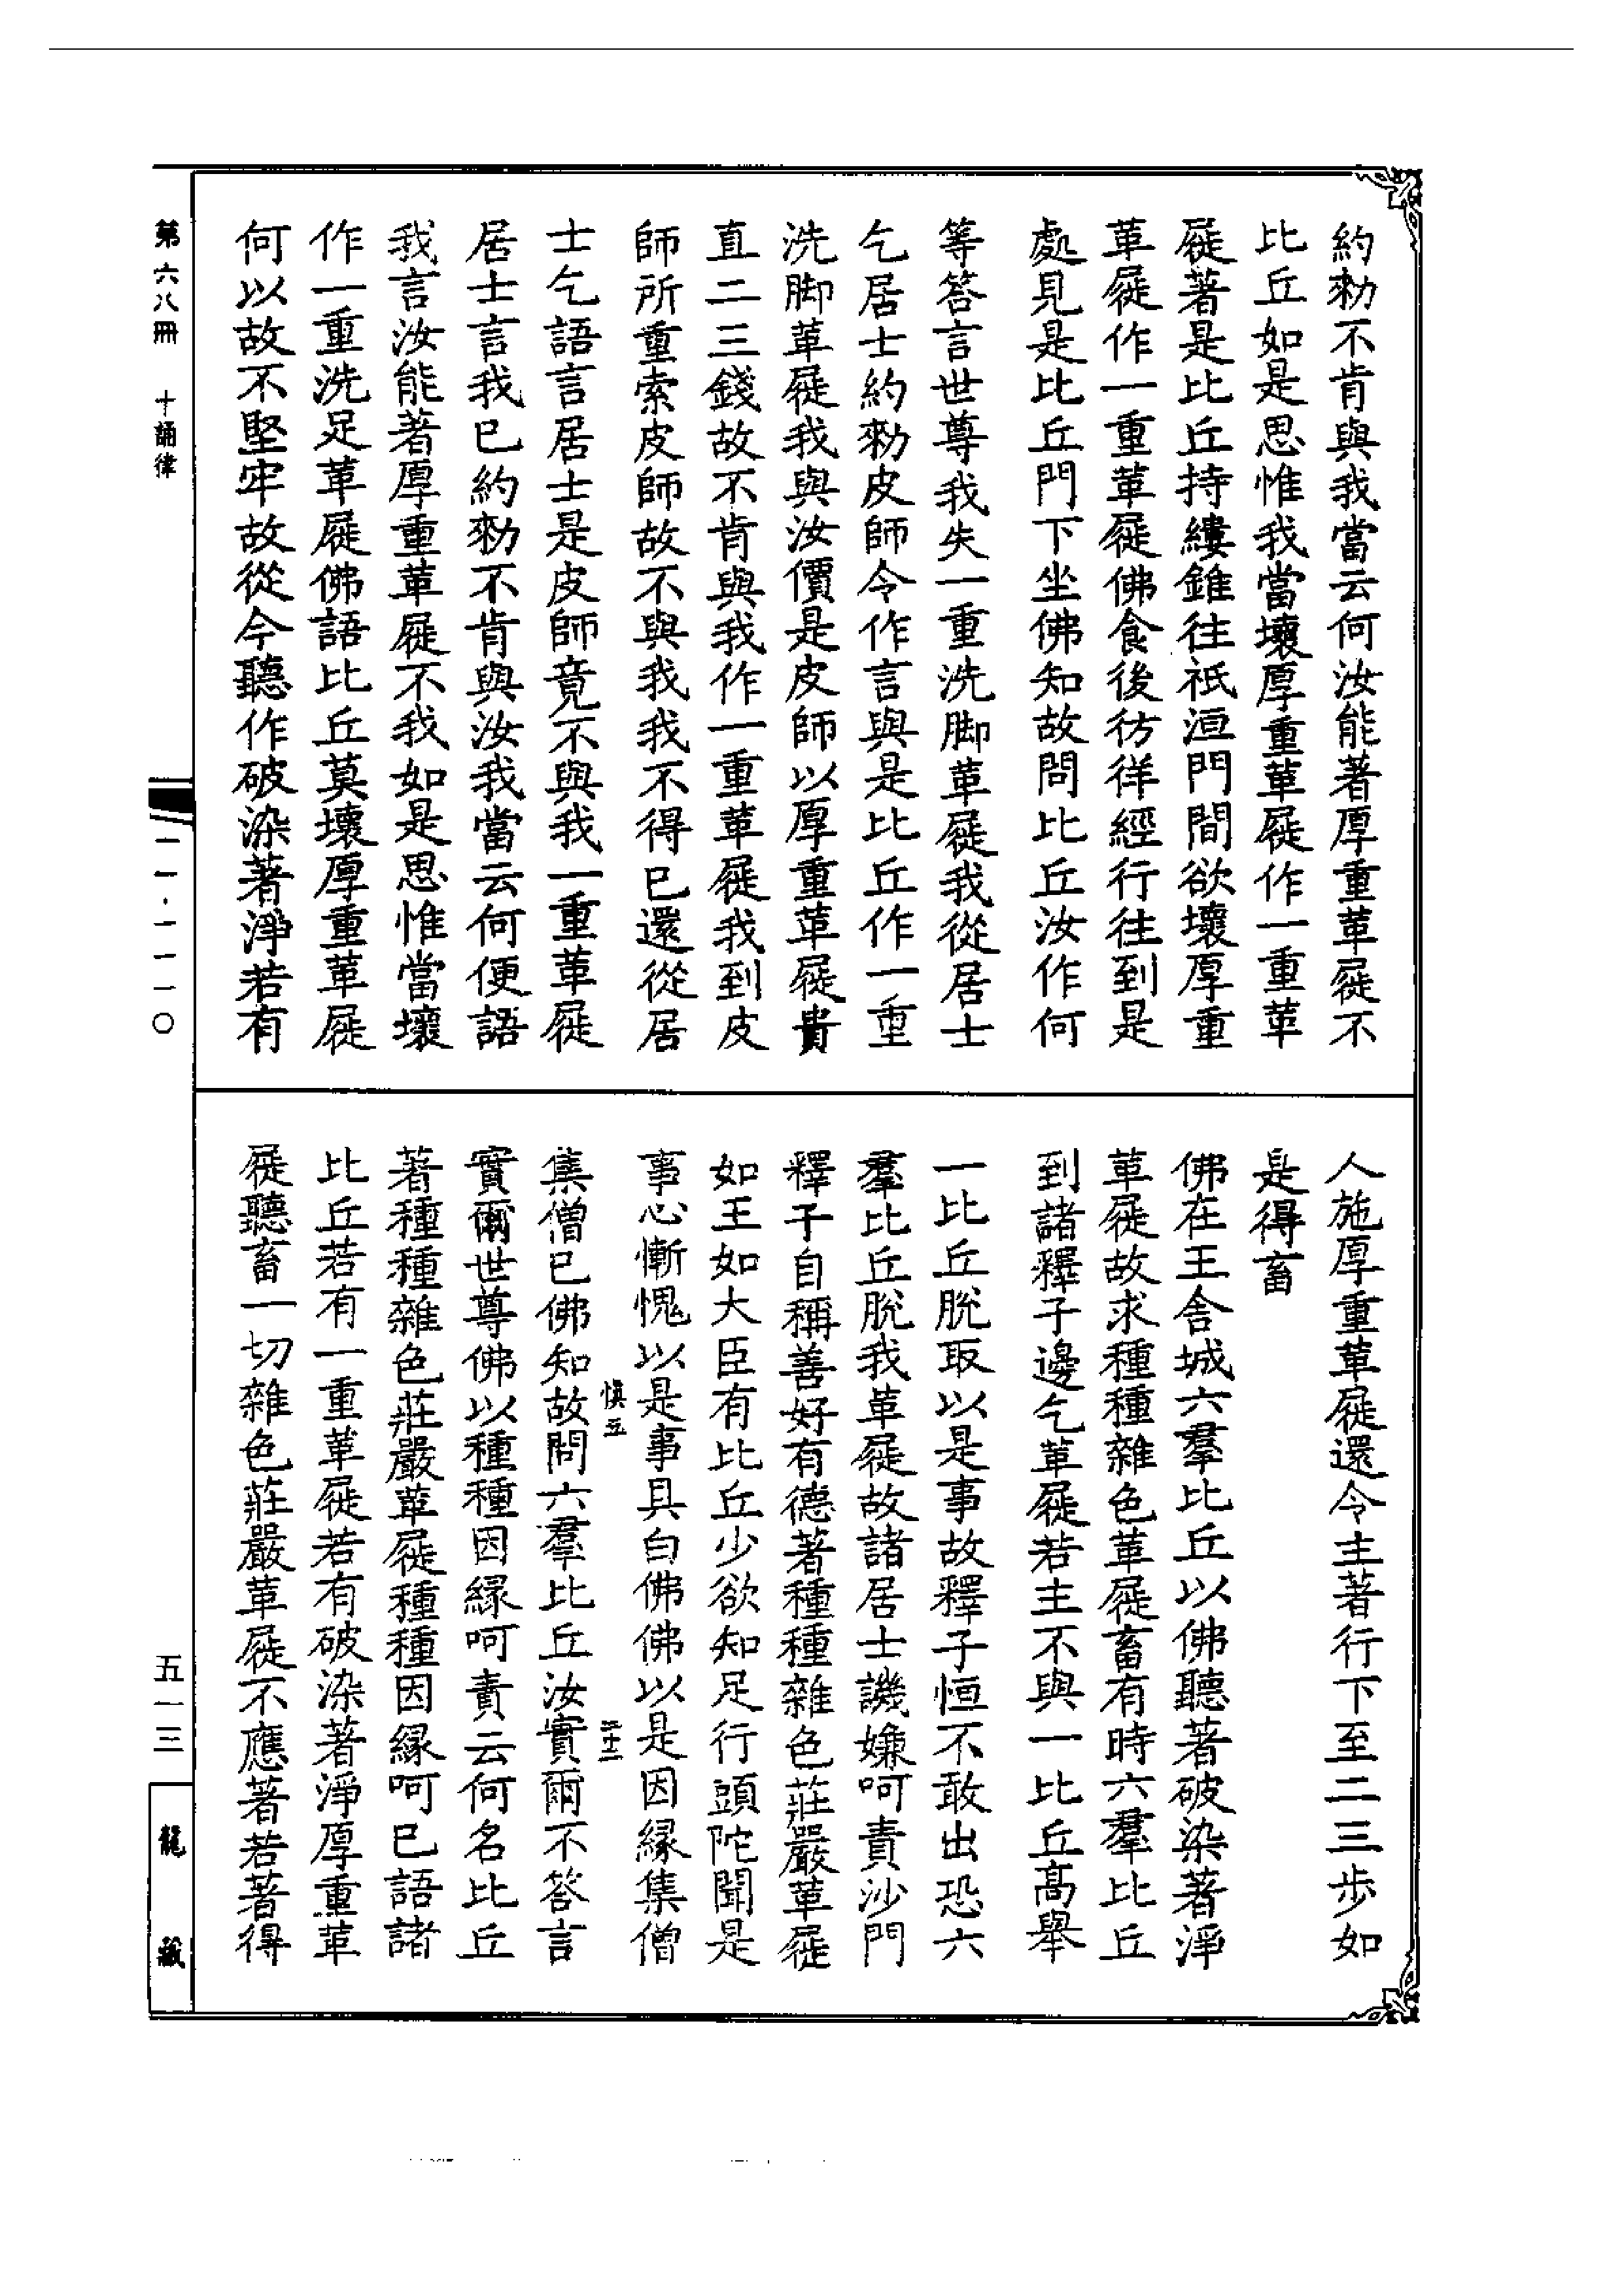 約勑不肯與我當云何汝能著厚重革屣不
比丘如是思惟我當壞厚重革屣作一重革
屣著是比丘持縷錐往祇洹門間欲壞厚重
革屣作一重革屣佛食後彷徉經行往到是
處見是比丘門下坐佛知故問比丘汝作何
等答言世尊我失一重洗脚革屣我從居士
乞居士約勑皮師令作言與是比丘作一重
洗脚革屣我與汝價是皮師以厚重革屣貴
直二三錢故不肯與我作一重革屣我到皮
師所重索皮師故不與我我不得已還從居
士乞語言居士是皮師竟不與我一重革屣
居士言我已約勑不肯與汝我當云何便語
我言汝能著厚重革屣不我如是思惟當壞
作一重洗足革屣佛語比丘莫壞厚重革屣
何以故不堅牢故從今聽作破染著淨若有
人施厚重革屣還令主著行下至二三步如
是得畜
佛在王舍城六羣比丘以佛聽著破染著淨
革屣故求種種雜色革屣畜有時六羣比丘
到諸釋子邊乞革屣若主不與一比丘高舉
一比丘脫取以是事故釋子恒不敢出恐六
羣比丘脫我革屣故諸居士譏嫌呵責沙門
釋子自稱善好有德著種種雜色莊嚴革屣
如王如大臣有比丘少欲知足行頭陀聞是
事心慚愧以是事具白佛佛以是因緣集僧
慎五
二十二
集僧已佛知故問六羣比丘汝實爾不答言
實爾世尊佛以種種因緣呵責云何名比丘
著種種雜色莊嚴革屣種種因緣呵已語諸
比丘若有一重革屣若有破染著淨厚重革
屣聽畜一切雜色莊嚴革屣不應著若著得
第六八冊 十誦律
一一·一一一〇
五一三
龍藏